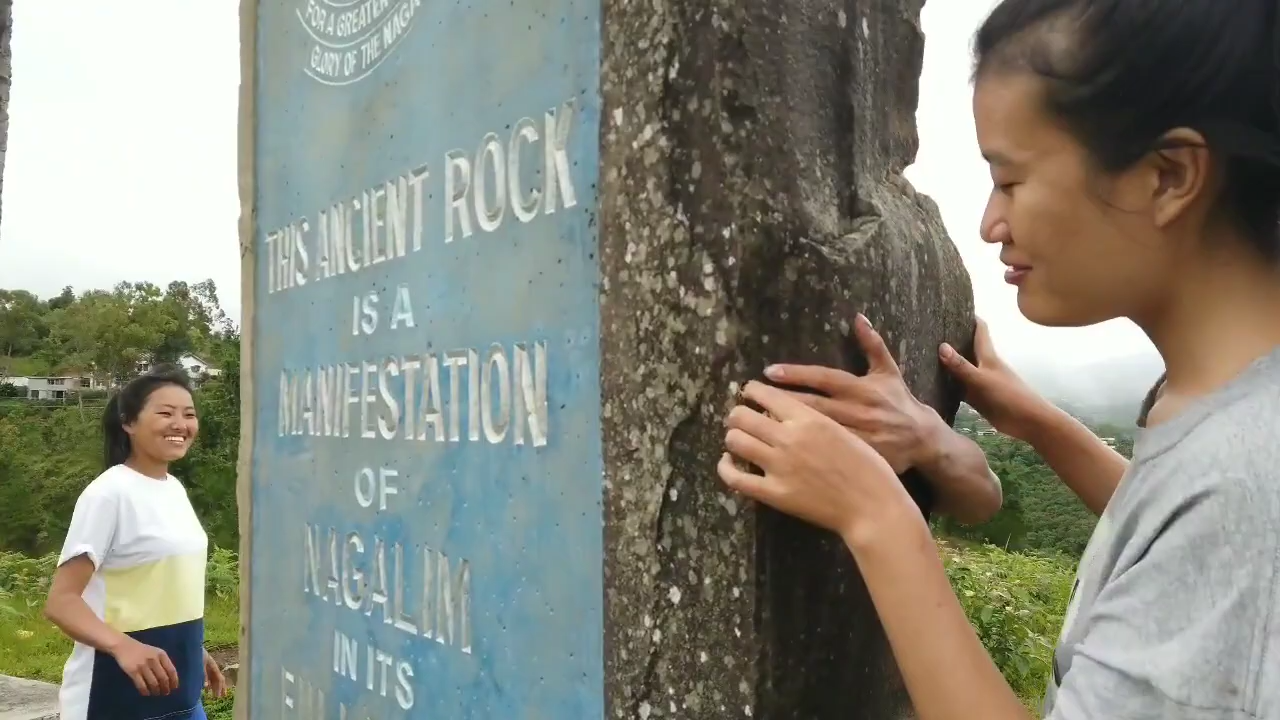 FOR A GREATER
GLORY OF THE NAGA
THIS ANCIENT ROCK
IS A
MANIFESTATION
OF
NAGALIM
IN ITS